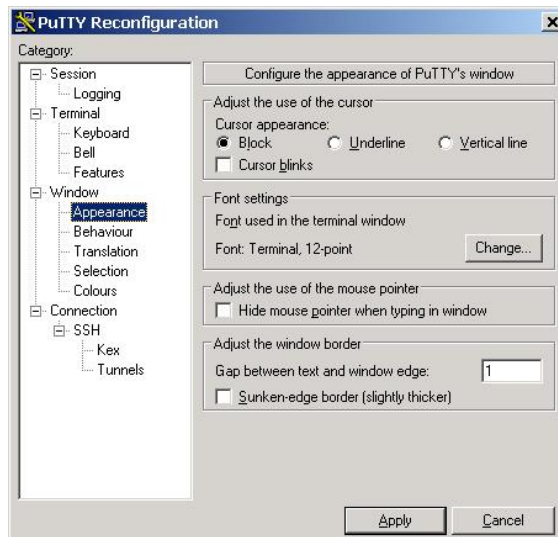 PuTTY Reconfiguration
Category:
Session
Logging
Terminal
Keyboard
Bell
Features
Window
Appearance
Behaviour
Translation
Selection
Colours
Connection
SSH
Kex
Tunnels
Configure the appearance of PuTTY's window
Adjust the use of the cursor
Cursor appearance:
Block Underline Vertical line
Cursor blinks
Font settings
Font used in the terminal window
Font: Terminal, 12-point Change...
Adjust the use of the mouse pointer
Hide mouse pointer when typing in window
Adjust the window border
Gap between text and window edge: 1
Sunken-edge border (slightly thicker)
Apply Cancel